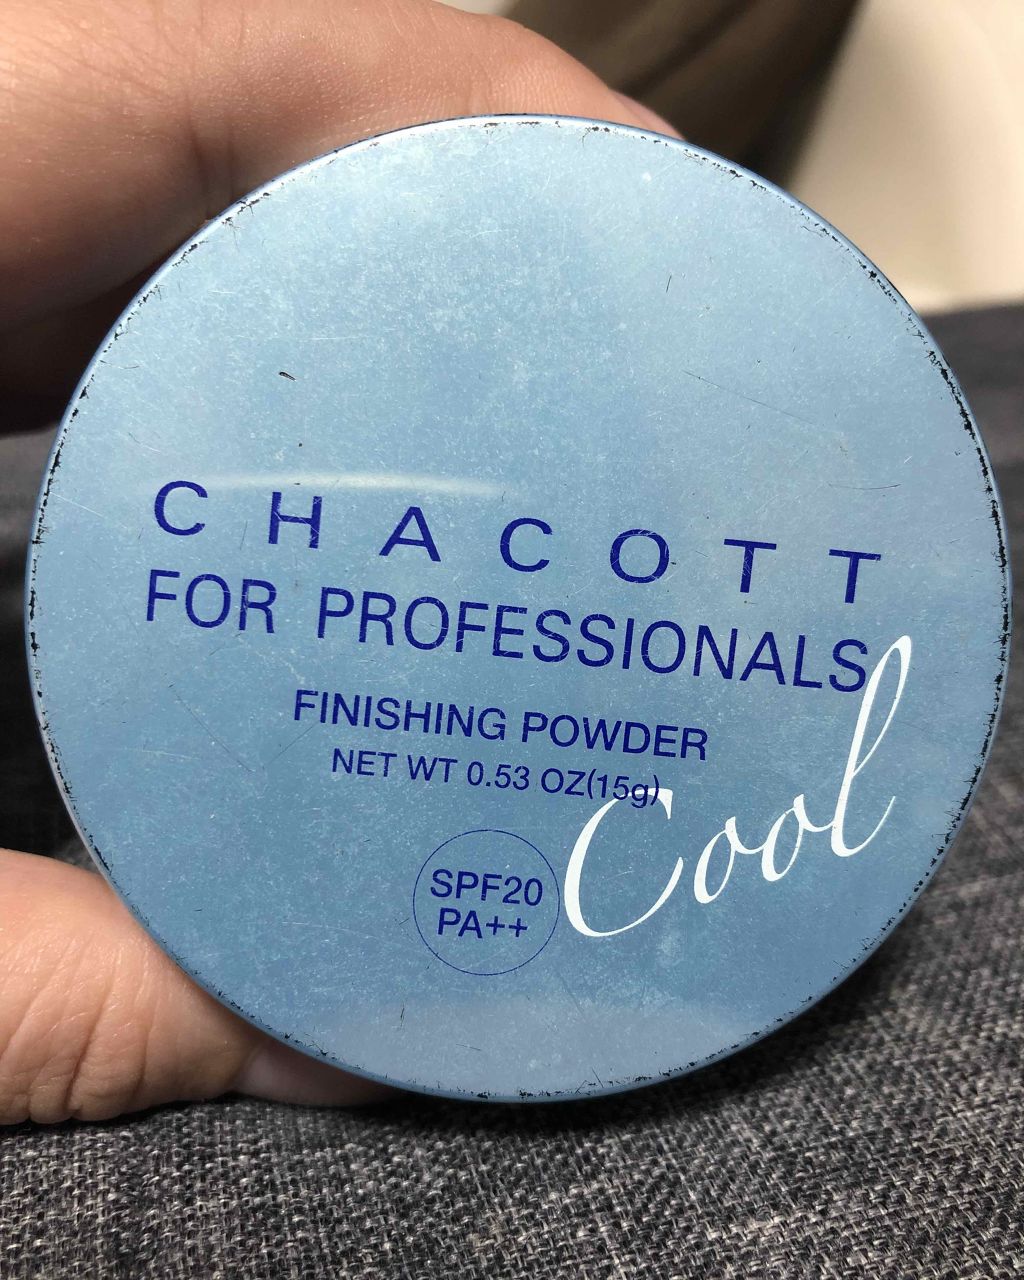 CHACOTT
FOR PROFESSIONALS
FINISHING POWDER
NET WT 0.53 OZ(15g)
Cool
SPF20
PA++